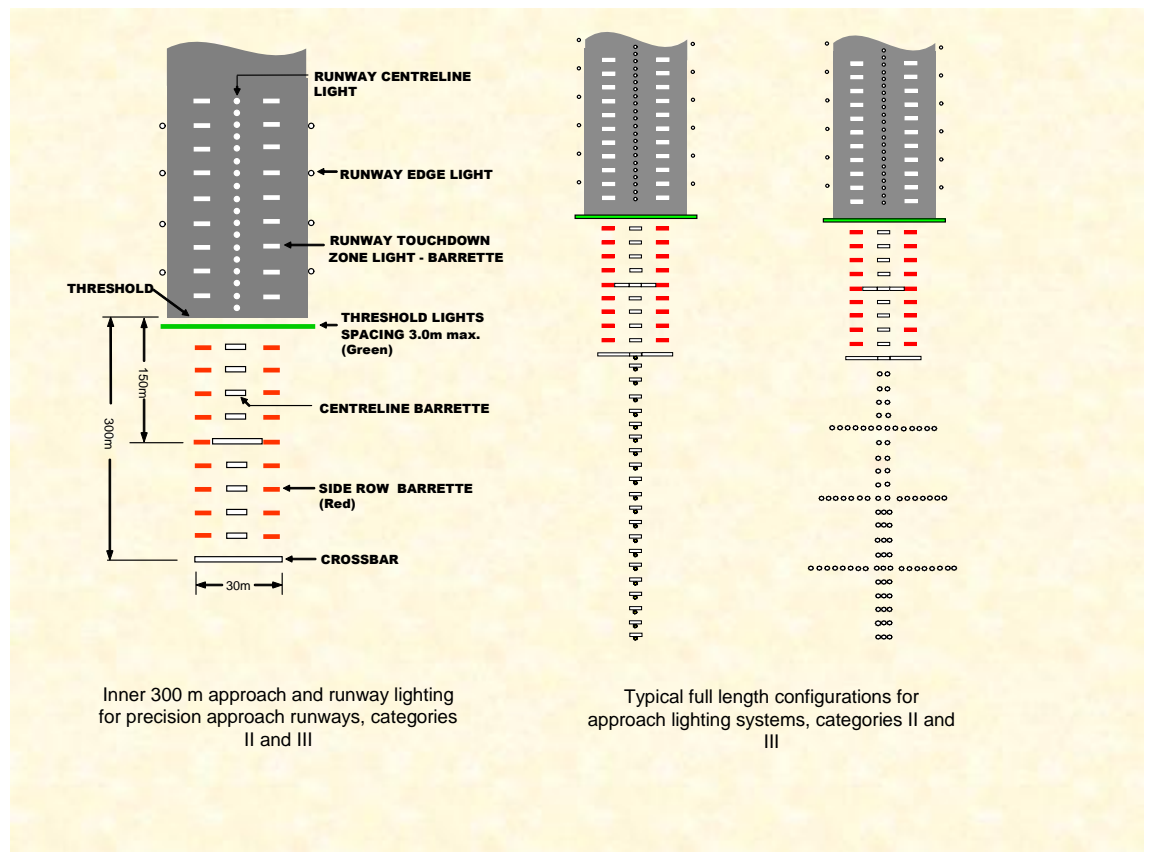 RUNWAY CENTRELINE
LIGHT
RUNWAY EDGE LIGHT
RUNWAY TOUCHDOWN
ZONE LIGHT - BARRETTE
THRESHOLD
THRESHOLD LIGHTS
SPACING 3.0m max.
(Green)
150m
300m
CENTRELINE BARRETTE
SIDE ROW BARRETTE
(Red)
CROSSBAR
30m
Inner 300 m approach and runway lighting
for precision approach runways, categories
II and III
Typical full length configurations for
approach lighting systems, categories II and
III